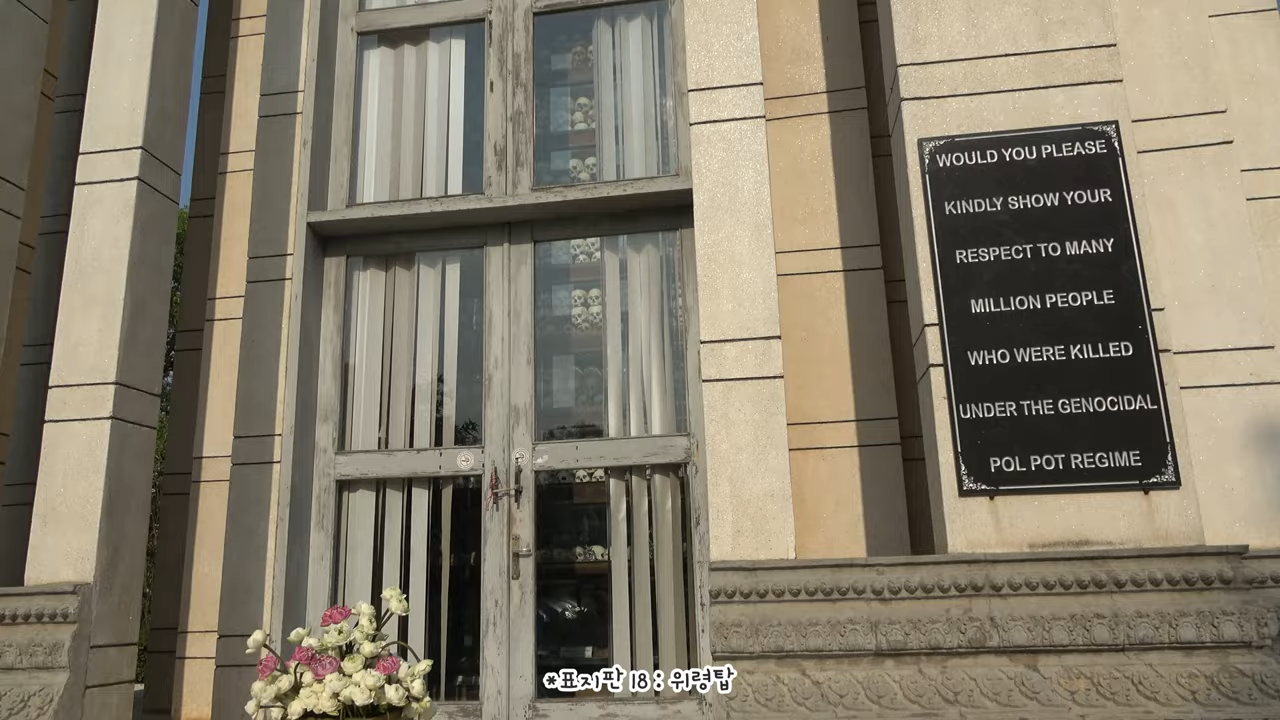 WOULD YOU PLEASE
KINDLY SHOW YOUR
RESPECT TO MANY
MILLION PEOPLE
WHO WERE KILLED
UNDER THE GENOCIDAL
POL POT REGIME
*표지판 18 : 위령탑